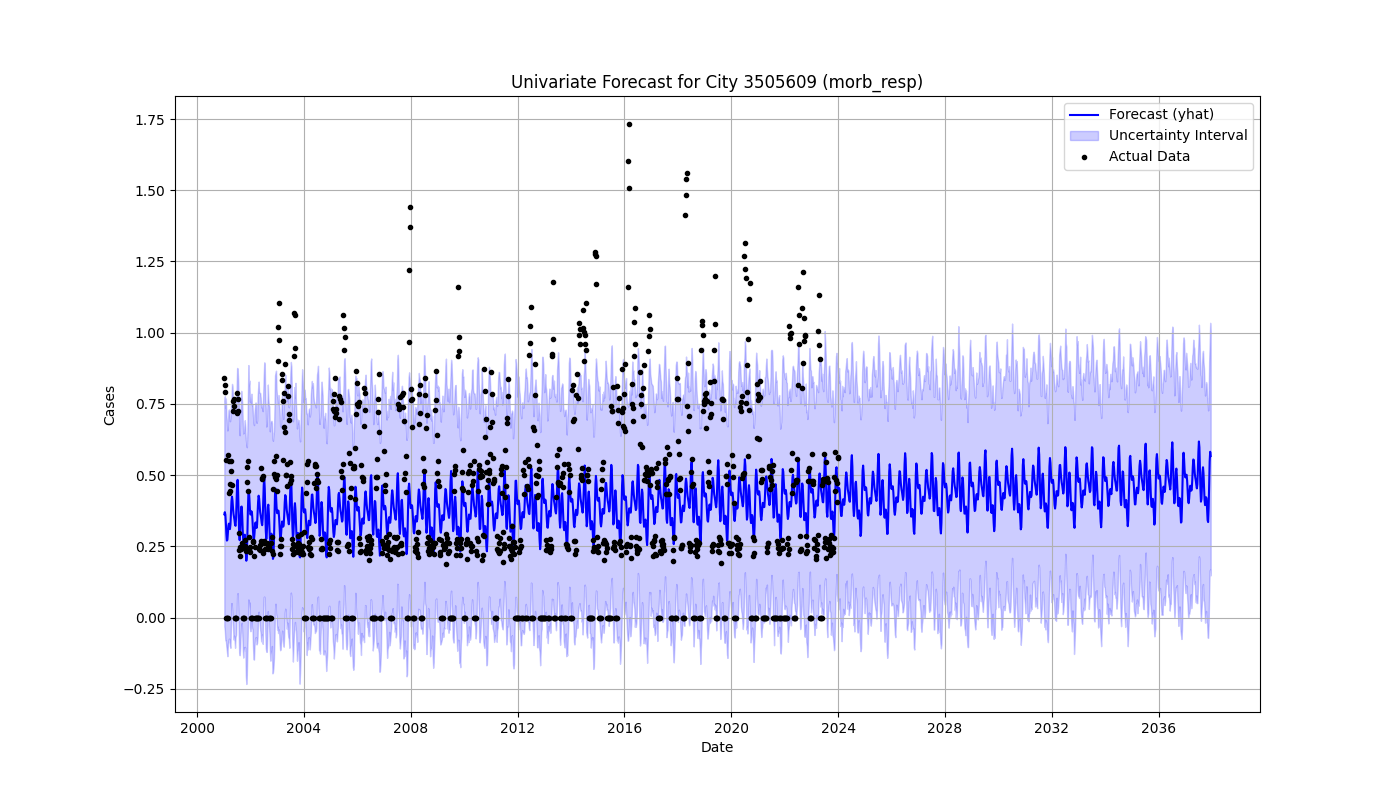 Univariate Forecast for City 3505609 (morb_resp)
Forecast (yhat)
Uncertainty Interval
Actual Data
Cases
1.75
1.50
1.25
1.00
0.75
0.50
0.25
0.00
−0.25
2000 2004 2008 2012 2016 2020 2024 2028 2032 2036
Date